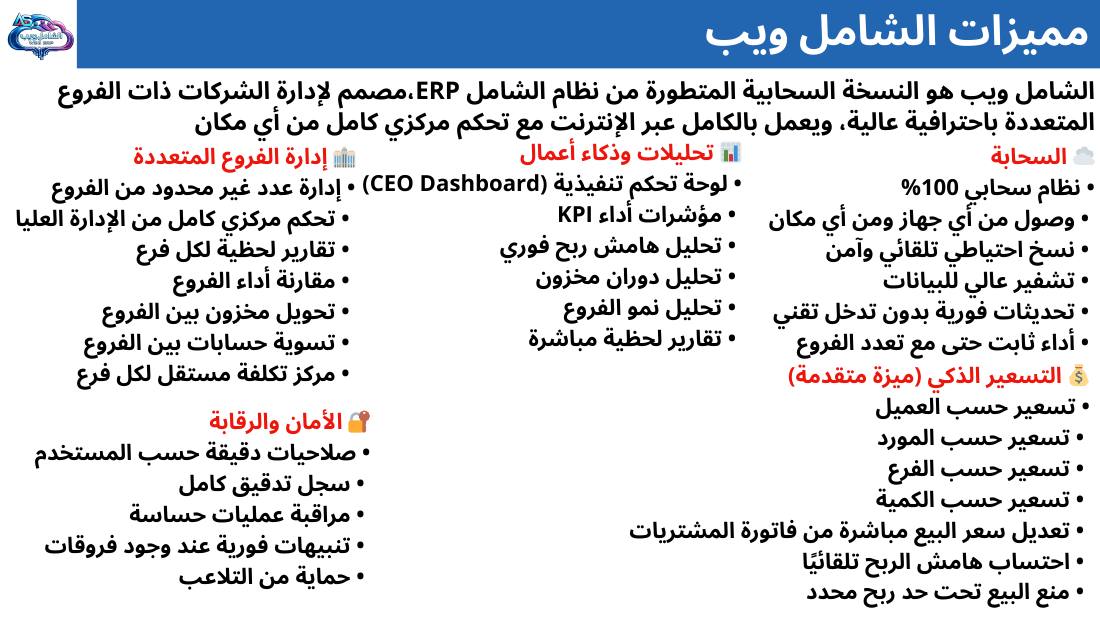 مميزات الشامل ويب
الشامل ويب هو النسخة السحابية المتطورة من نظام الشامل ERP،مصمم لإدارة الشركات ذات الفروع
المتعددة باحترافية عالية، ويعمل بالكامل عبر الإنترنت مع تحكم مركزي كامل من أي مكان
السحابة
• نظام سحابي 100%
• وصول من أي جهاز ومن أي مكان
• نسخ احتياطي تلقائي وآمن
• تشفير عالي للبيانات
• تحديثات فورية بدون تدخل تقني
• أداء ثابت حتى مع تعدد الفروع
التسعير الذكي (ميزة متقدمة)
• تسعير حسب العميل
• تسعير حسب المورد
• تسعير حسب الفرع
• تسعير حسب الكمية
• تعديل سعر البيع مباشرة من فاتورة المشتريات
• احتساب هامش الربح تلقائيًا
• منع البيع تحت حد ربح محدد
تحليلات وذكاء أعمال
• لوحة تحكم تنفيذية (CEO Dashboard)
• مؤشرات أداء KPI
• تحليل هامش ربح فوري
• تحليل دوران مخزون
• تحليل نمو الفروع
• تقارير لحظية مباشرة
إدارة الفروع المتعددة
• إدارة عدد غير محدود من الفروع
• تحكم مركزي كامل من الإدارة العليا
• تقارير لحظية لكل فرع
• مقارنة أداء الفروع
• تحويل مخزون بين الفروع
• تسوية حسابات بين الفروع
• مركز تكلفة مستقل لكل فرع
الأمان والرقابة
• صلاحيات دقيقة حسب المستخدم
• سجل تدقيق كامل
• مراقبة عمليات حساسة
• تنبيهات فورية عند وجود فروقات
• حماية من التلاعب